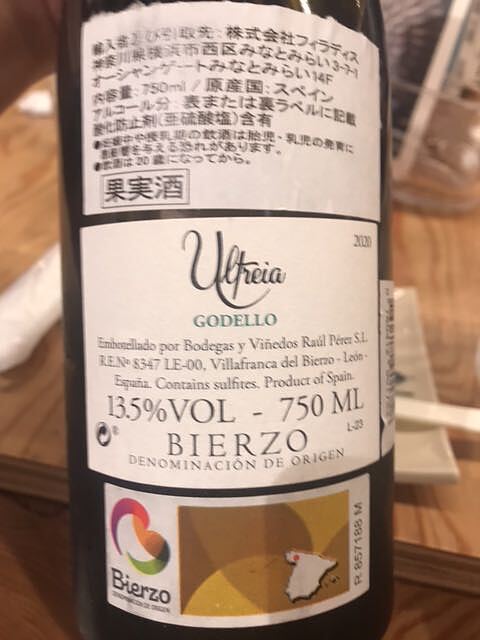 輸入者及び引取先：株式会社フィラディス
神奈川県横浜市西区みなとみらい3-7-1
オーシャンゲートみなとみらい14F
内容量：750ml / 原産国：スペイン
アルコール分：表または裏ラベルに記載
酸化防止剤(亜硫酸塩)含有
●妊娠中や授乳期の飲酒は胎児・乳児の発育に
悪影響を与える恐れがあります。
●飲酒は20歳になってから。
果実酒
2020
Ultreia
GODELLO
Embotellado por Bodegas y Viñedos Raúl Pérez S.L.
R.E.Nº 8347 LE-00, Villafranca del Bierzo - León -
España. Contains sulfites. Product of Spain.
13.5%VOL - 750 ML
L-23
BIERZO
DENOMINACIÓN DE ORIGEN
Bierzo
DENOMINACIÓN DE ORIGEN
R: 857188 M